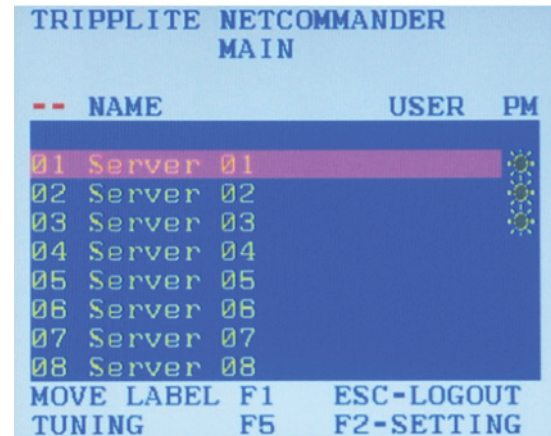 TRIPPLITE NETCOMMANDER
MAIN
-- NAME USER PM
01 Server 01
02 Server 02
03 Server 03
04 Server 04
05 Server 05
06 Server 06
07 Server 07
08 Server 08
MOVE LABEL F1 ESC-LOGOUT
TUNING F5 F2-SETTING